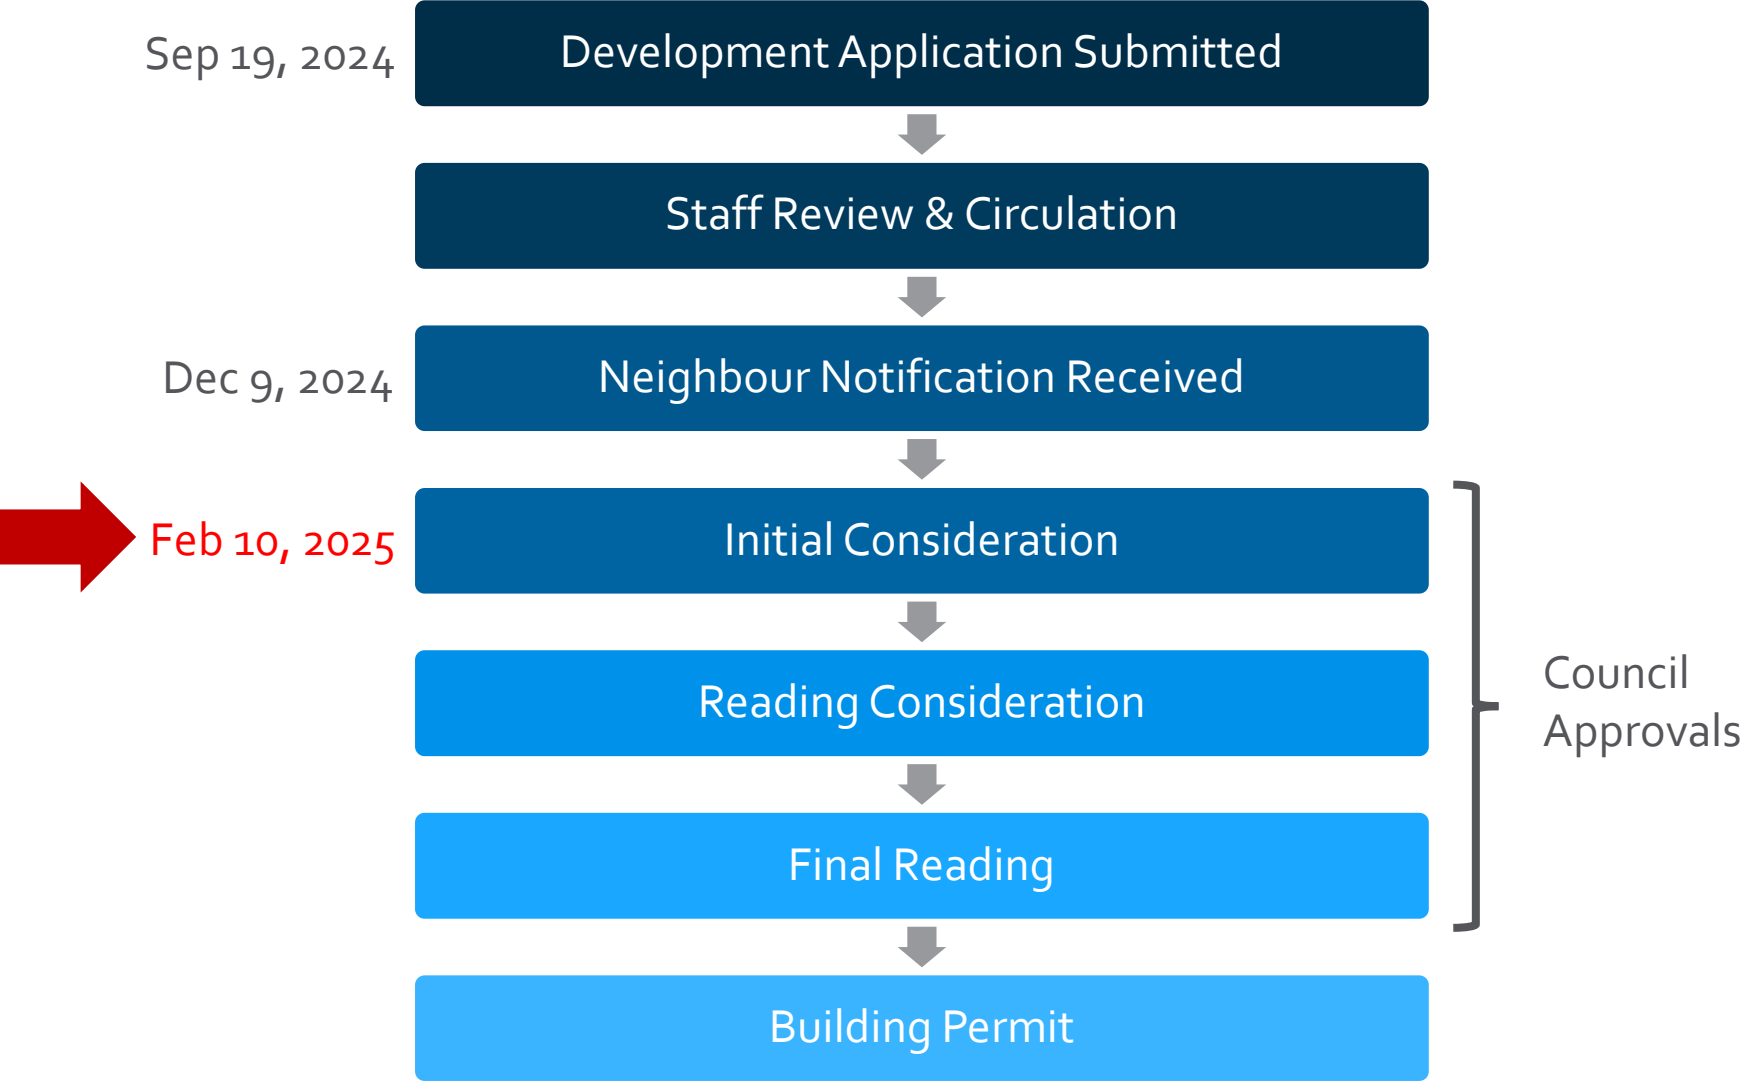 Sep 19, 2024
Development Application Submitted
Staff Review & Circulation
Dec 9, 2024
Neighbour Notification Received
Feb 10, 2025
Initial Consideration
Reading Consideration
Council
Approvals
Final Reading
Building Permit